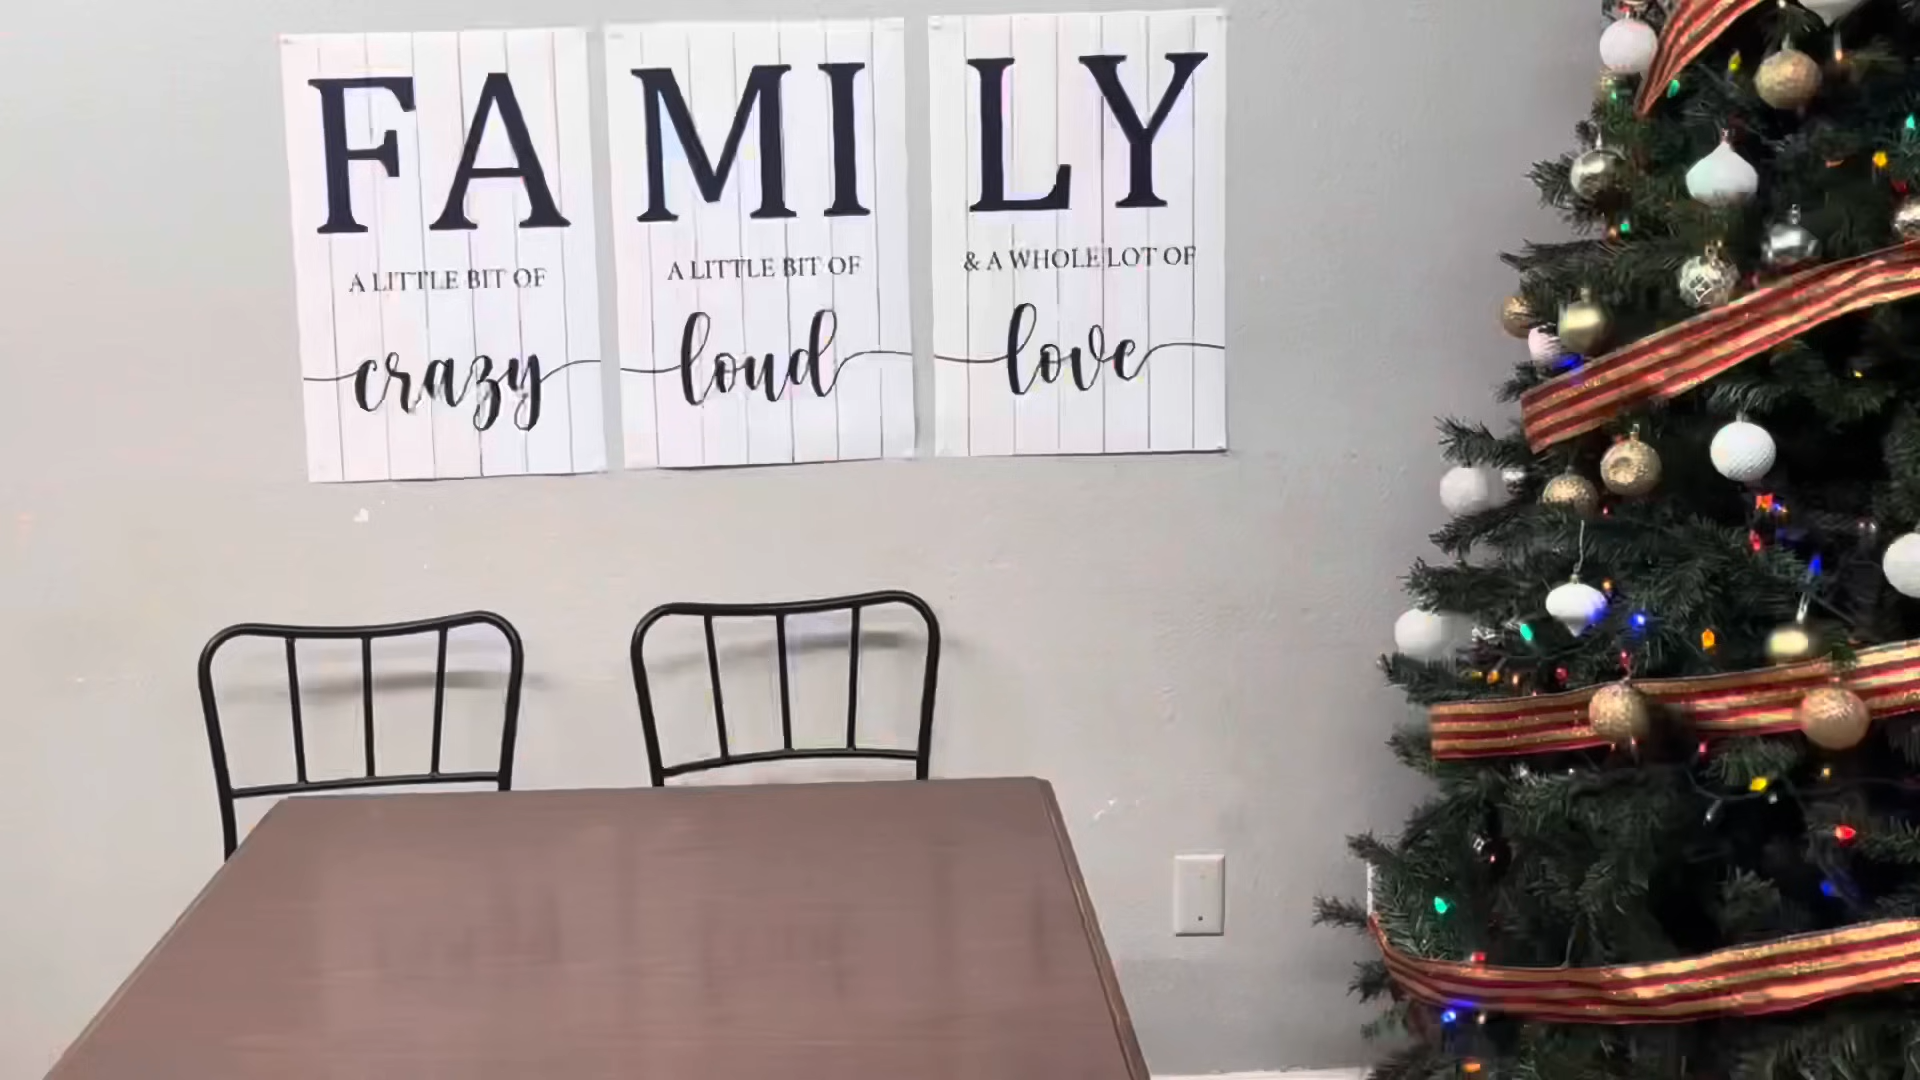 FAMILY
A LITTLE BIT OF
crazy
A LITTLE BIT OF
loud
& A WHOLE LOT OF
love